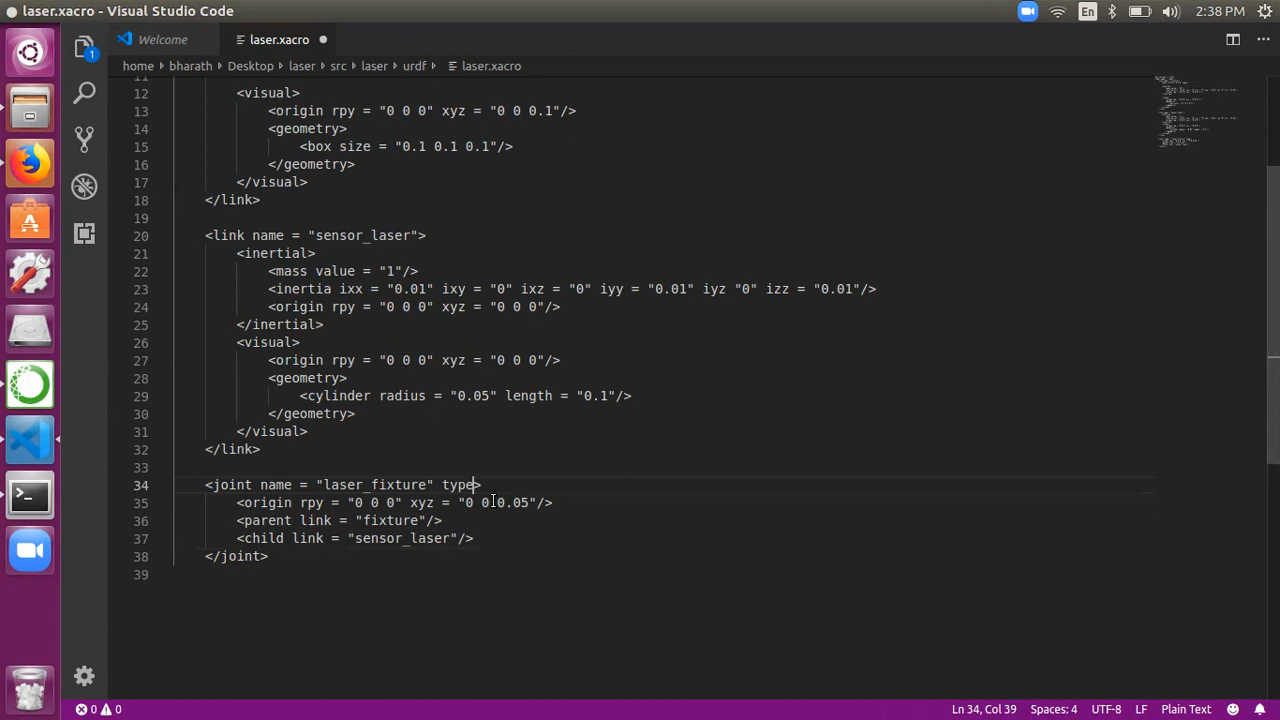 laser.xacro - Visual Studio Code
En
2:38 PM
1
Welcome
laser.xacro
home bharath Desktop laser src laser urdf laser.xacro
11
12 <visual>
13 <origin rpy = "0 0 0" xyz = "0 0 0.1"/>
14 <geometry>
15 <box size = "0.1 0.1 0.1"/>
16 </geometry>
17 </visual>
18 </link>
19
20 <link name = "sensor_laser">
21 <inertial>
22 <mass value = "1"/>
23 <inertia ixx = "0.01" ixy = "0" ixz = "0" iyy = "0.01" iyz "0" izz = "0.01"/>
24 <origin rpy = "0 0 0" xyz = "0 0 0"/>
25 </inertial>
26 <visual>
27 <origin rpy = "0 0 0" xyz = "0 0 0"/>
28 <geometry>
29 <cylinder radius = "0.05" length = "0.1"/>
30 </geometry>
31 </visual>
32 </link>
33
34 <joint name = "laser_fixture" type>
35 <origin rpy = "0 0 0" xyz = "0 0 0.05"/>
36 <parent link = "fixture"/>
37 <child link = "sensor_laser"/>
38 </joint>
39
0 0
Ln 34, Col 39 Spaces: 4 UTF-8 LF Plain Text